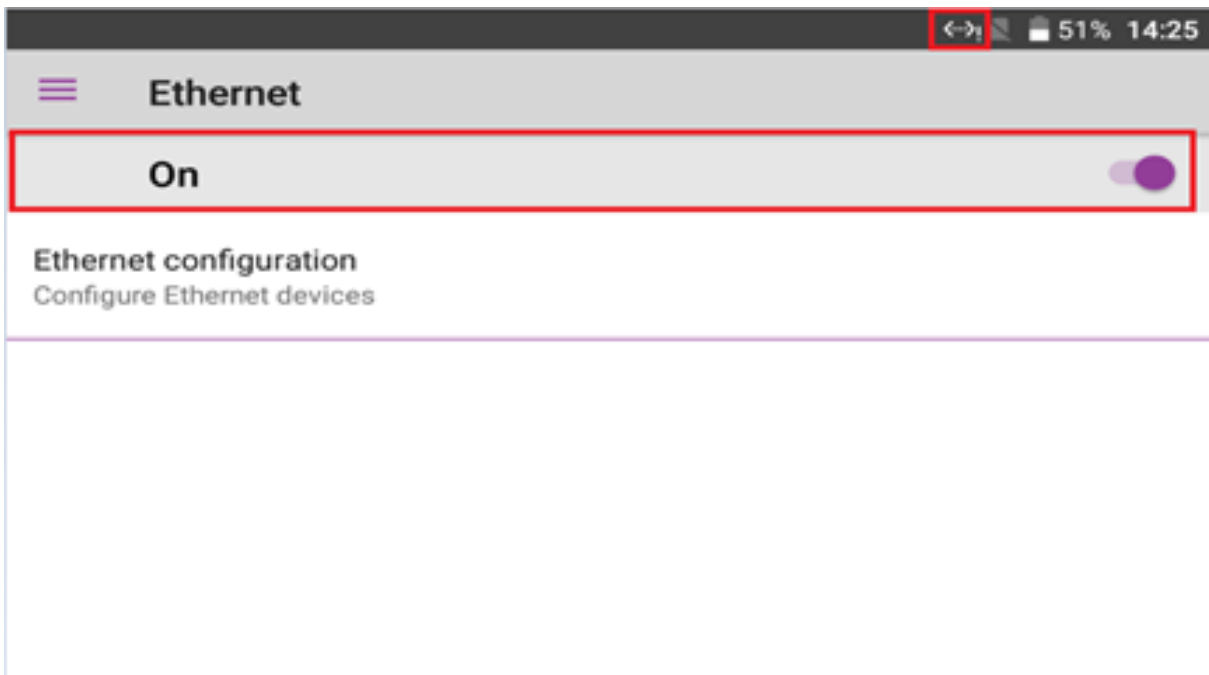 51% 14:25
Ethernet
On
Ethernet configuration
Configure Ethernet devices